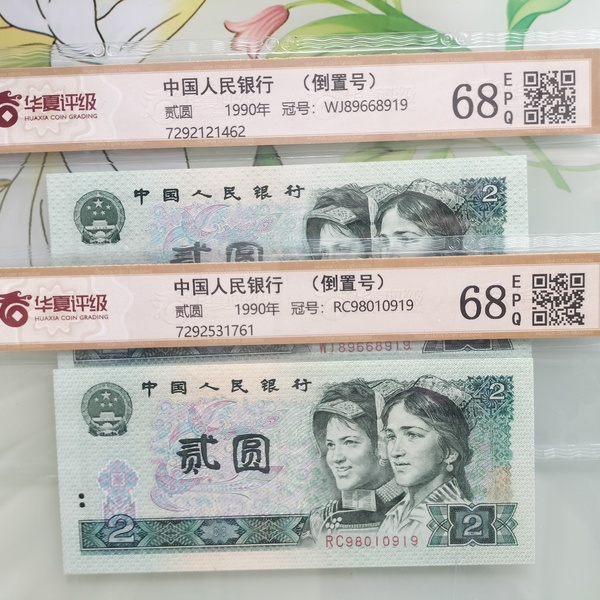 华夏评级
HUAXIA COIN GRADING
中国人民银行 (倒置号)
贰圆 1990年 冠号: WJ89668919
7292121462
68
EPQ
中国人民银行
2
贰圆
华夏评级
HUAXIA COIN GRADING
中国人民银行 (倒置号)
贰圆 1990年 冠号: RC98010919
7292531761
68
EPQ
WJ89668919
中国人民银行
2
贰圆
2
2
RC98010919